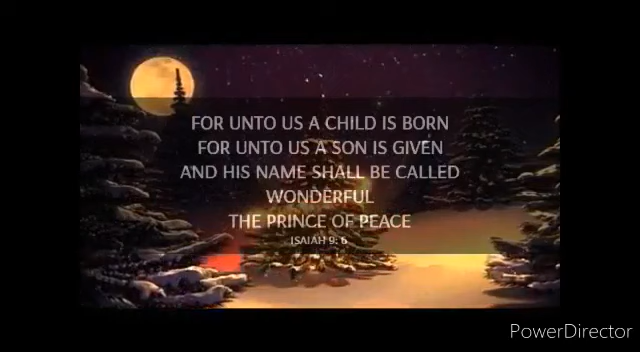 FOR UNTO US A CHILD IS BORN
FOR UNTO US A SON IS GIVEN
AND HIS NAME SHALL BE CALLED
WONDERFUL
THE PRINCE OF PEACE
ISAIAH 9: 6
PowerDirector